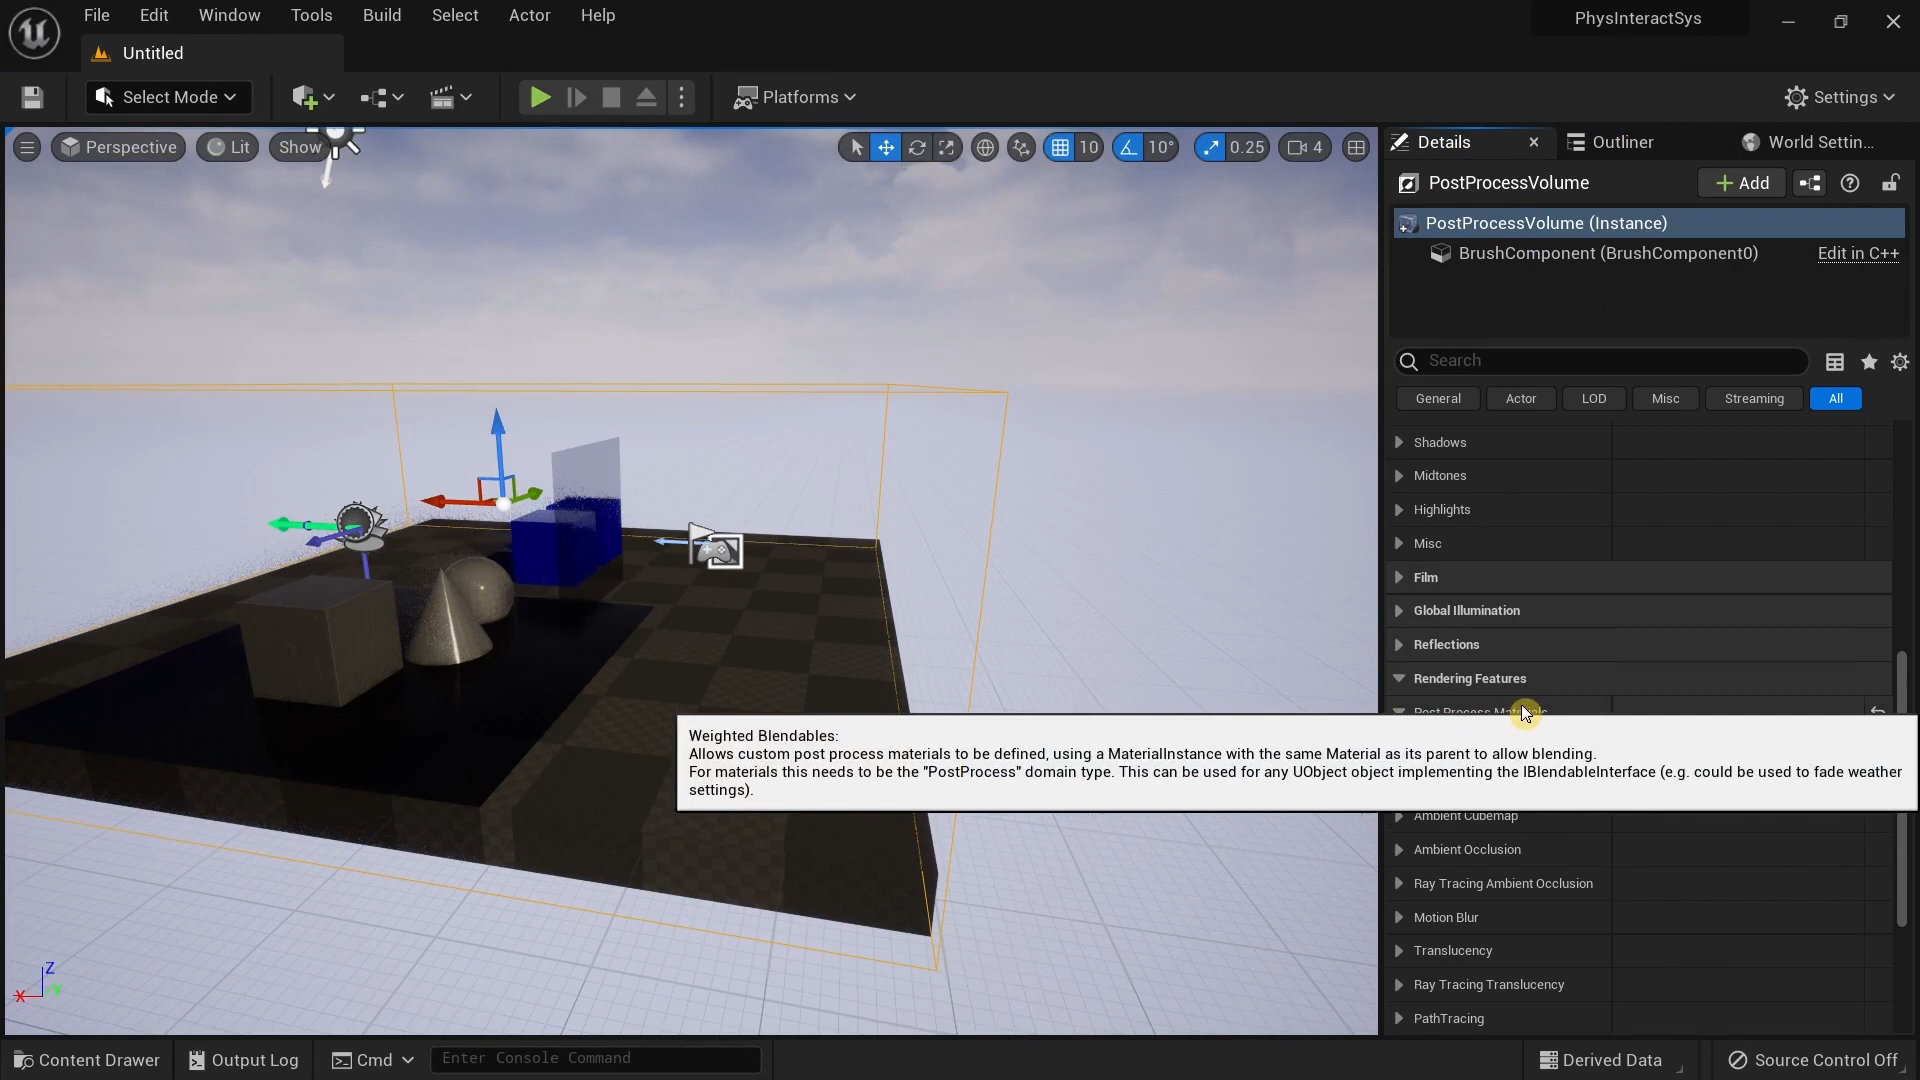 File Edit Window Tools Build Select Actor Help
PhysInteractSys
Untitled
Select Mode
Platforms
Settings
Perspective
Lit
Show
10
10°
0.25
4
Details
Outliner
World Settin...
PostProcessVolume
Add
PostProcessVolume (Instance)
BrushComponent (BrushComponent0)
Edit in C++
Search
General
Actor
LOD
Misc
Streaming
All
Shadows
Midtones
Highlights
Misc
Film
Global Illumination
Reflections
Rendering Features
Post Process Materials
Weighted Blendables:
Allows custom post process materials to be defined, using a MaterialInstance with the same Material as its parent to allow blending.
For materials this needs to be the "PostProcess" domain type. This can be used for any UObject object implementing the IBlendableInterface (e.g. could be used to fade weather
settings).
Ambient Cubemap
Ambient Occlusion
Ray Tracing Ambient Occlusion
Motion Blur
Translucency
Ray Tracing Translucency
PathTracing
Z
X
Y
Content Drawer
Output Log
Cmd
Enter Console Command
Derived Data
Source Control Off